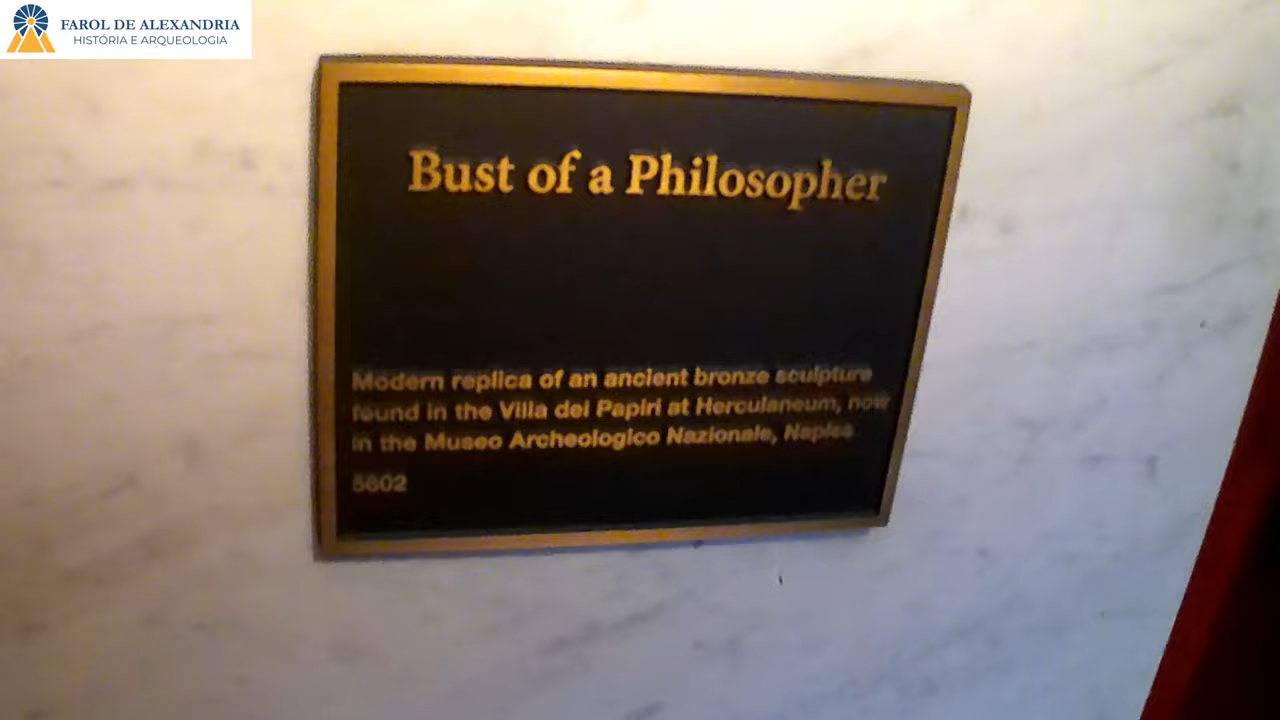 FAROL DE ALEXANDRIA
HISTÓRIA E ARQUEOLOGIA
Bust of a Philosopher
Modern replica of an ancient bronze sculpture
found in the Villa dei Papiri at Herculaneum, now
in the Museo Archeologico Nazionale, Naples
5602